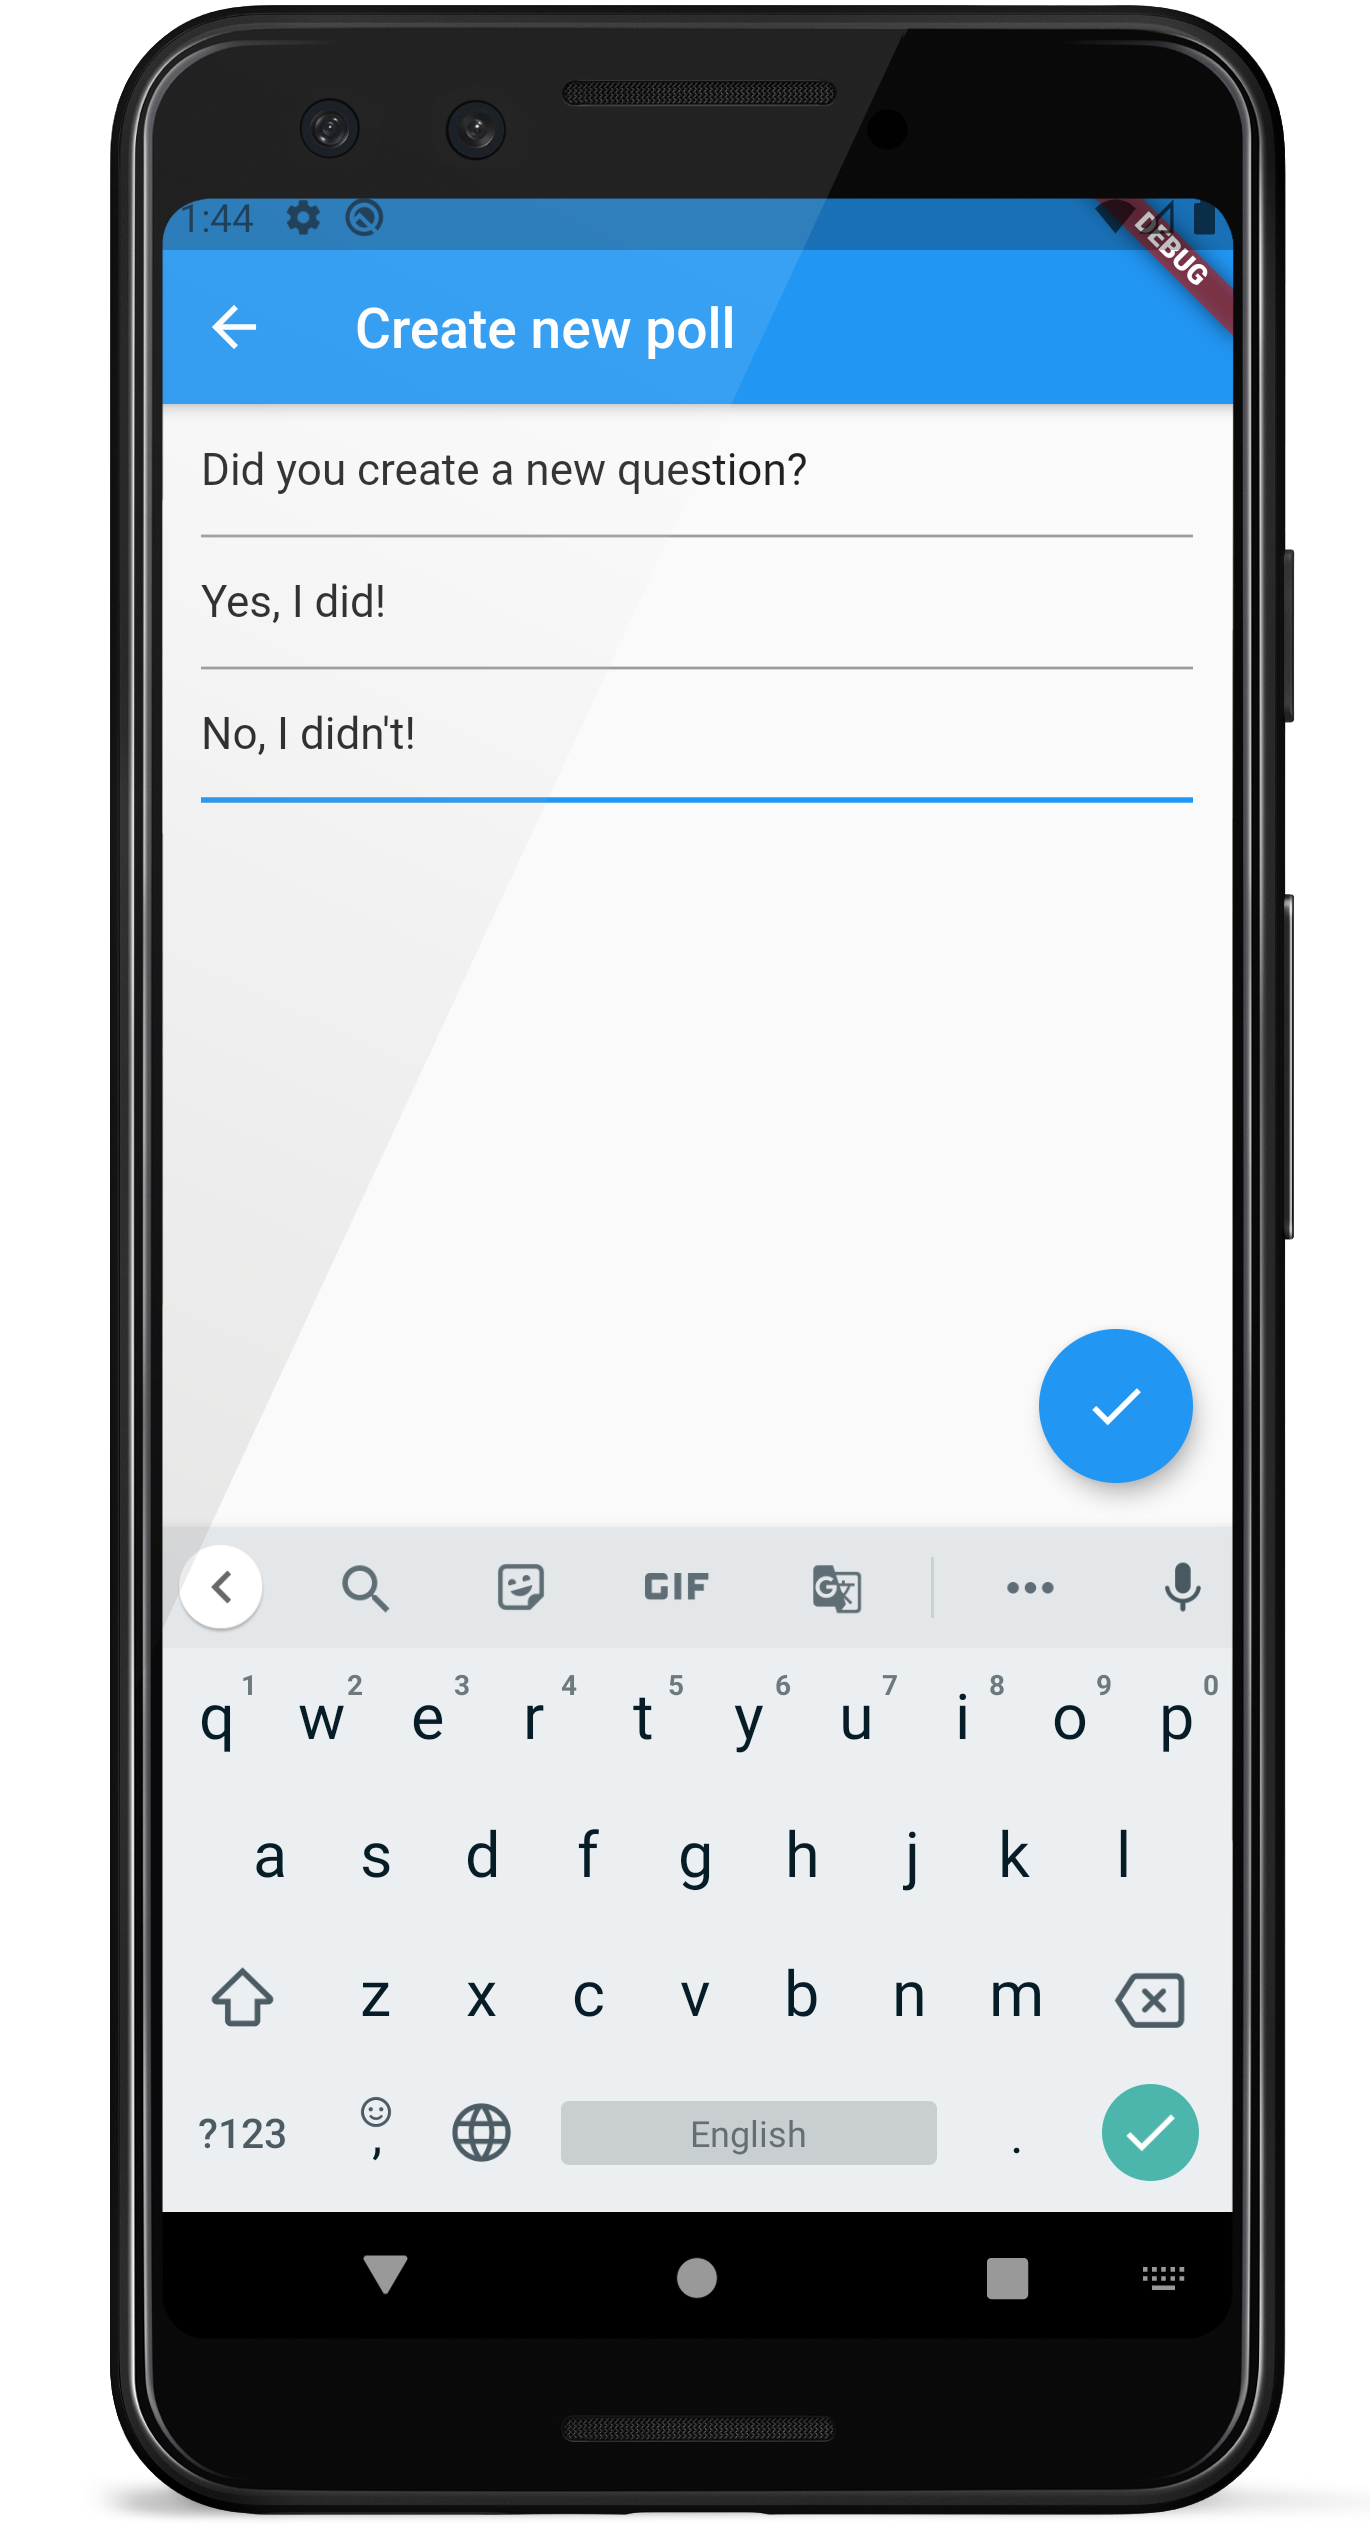 1:44
DEBUG
Create new poll
Did you create a new question?
Yes, I did!
No, I didn't!
GIF
G 文
1 2 3 4 5 6 7 8 9 0
q w e r t y u i o p
a s d f g h j k l
z x c v b n m
?123 , English .